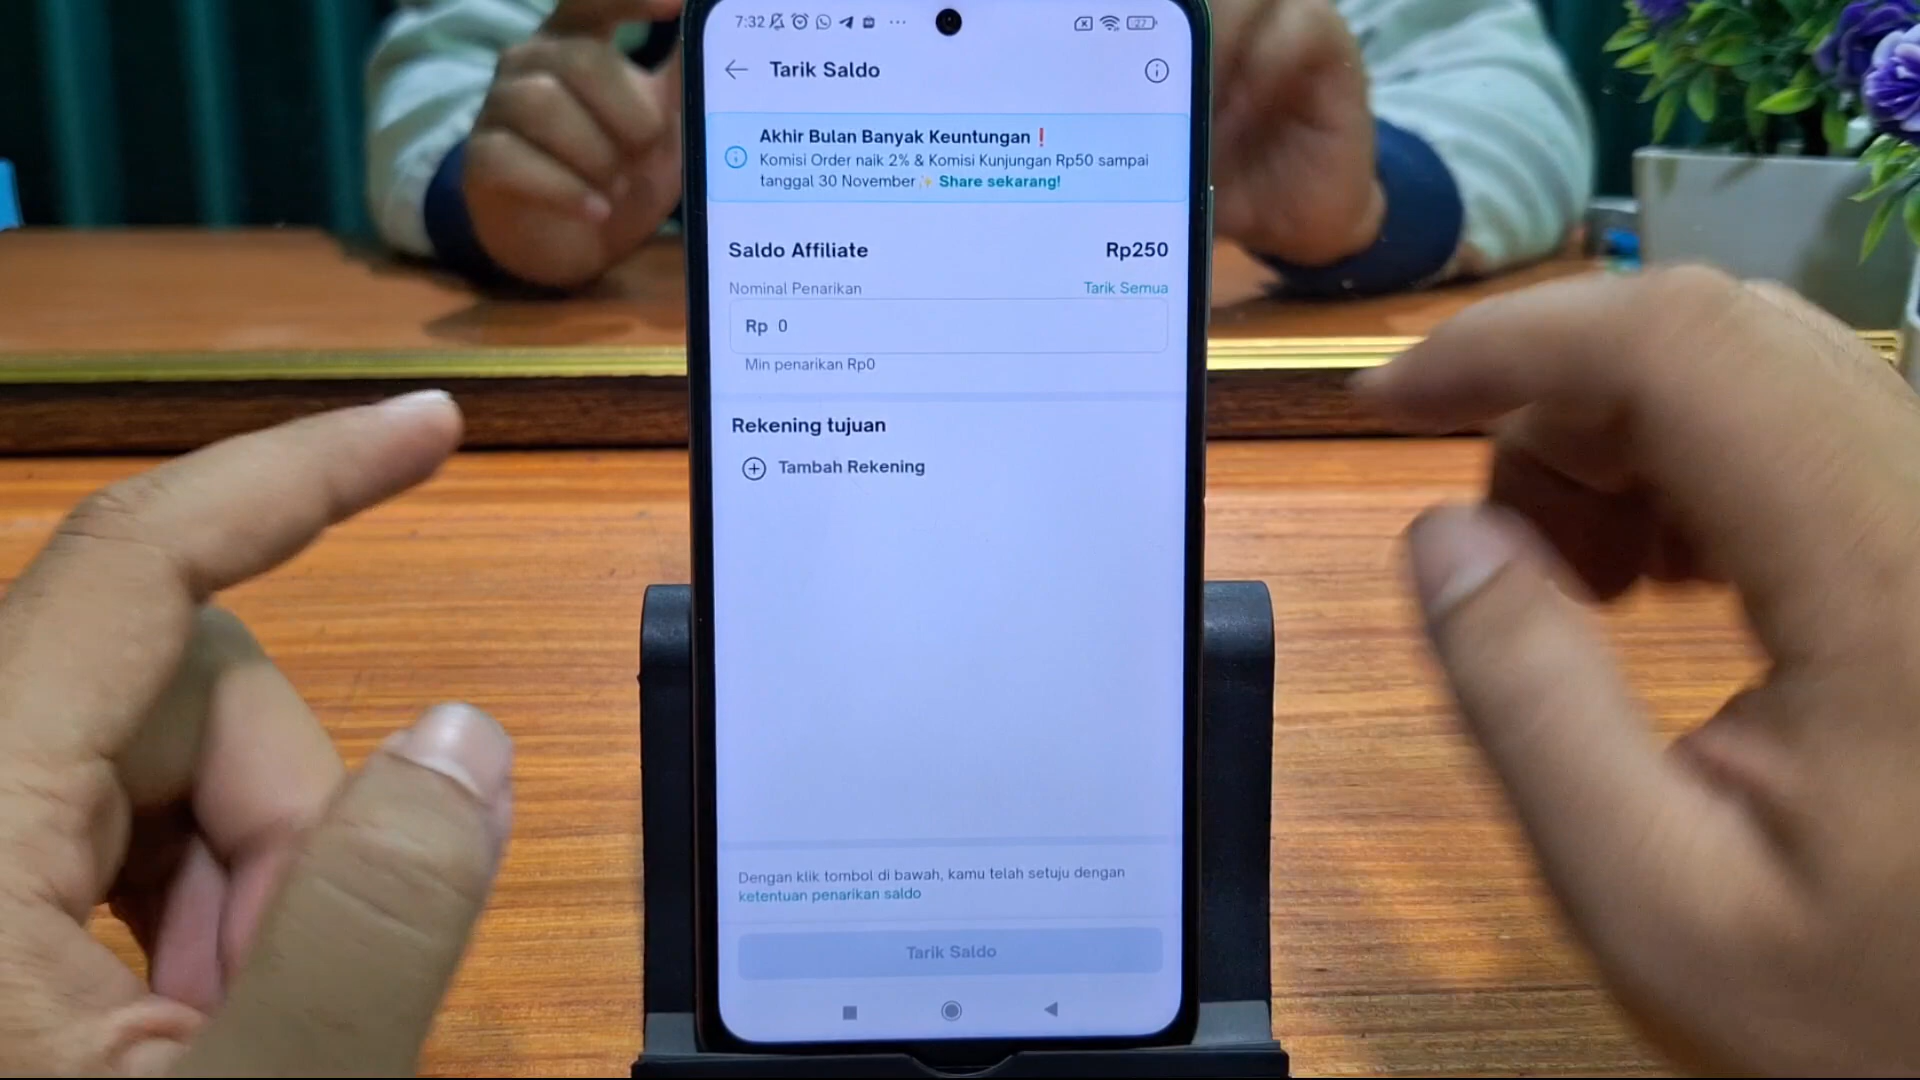 7:32
27
Tarik Saldo
Akhir Bulan Banyak Keuntungan❗
Komisi Order naik 2% & Komisi Kunjungan Rp50 sampai
tanggal 30 November✨ Share sekarang!
Saldo Affiliate Rp250
Nominal Penarikan Tarik Semua
Rp 0
Min penarikan Rp0
Rekening tujuan
Tambah Rekening
Dengan klik tombol di bawah, kamu telah setuju dengan
ketentuan penarikan saldo
Tarik Saldo